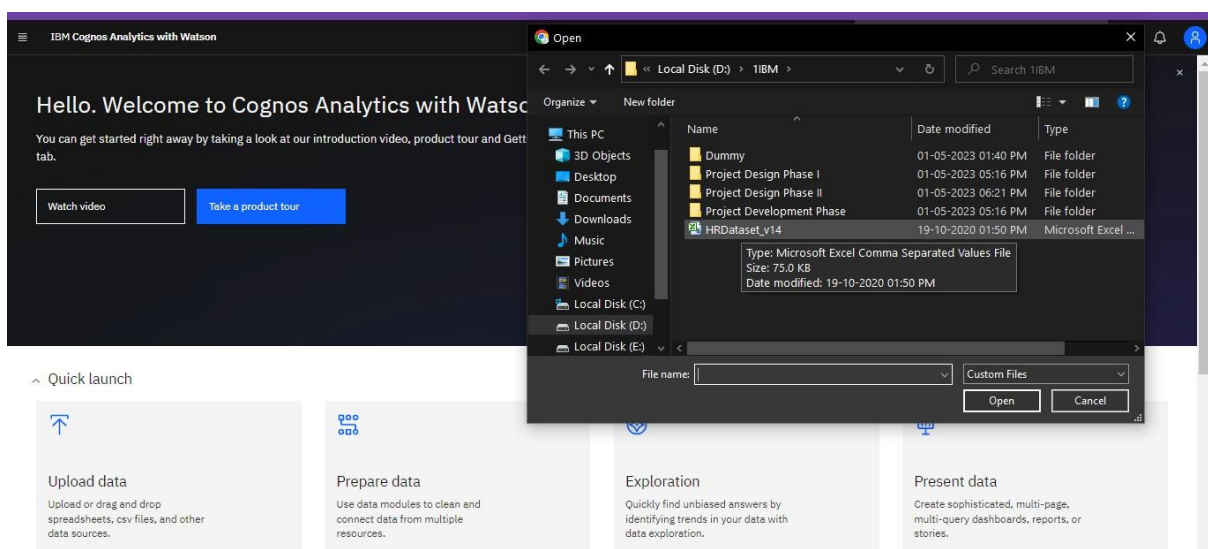 IBM Cognos Analytics with Watson
Hello. Welcome to Cognos Analytics with Watso
You can get started right away by taking a look at our introduction video, product tour and Gett
tab.
Watch video
Take a product tour
Open
« Local Disk (D:) › 1IBM ›
Search 1IBM
Organize
New folder
This PC
3D Objects
Desktop
Documents
Downloads
Music
Pictures
Videos
Local Disk (C:)
Local Disk (D:)
Local Disk (E:)
Name Date modified Type
Dummy 01-05-2023 01:40 PM File folder
Project Design Phase I 01-05-2023 05:16 PM File folder
Project Design Phase II 01-05-2023 06:21 PM File folder
Project Development Phase 01-05-2023 05:16 PM File folder
HRDataset_v14 19-10-2020 01:50 PM Microsoft Excel ...
Type: Microsoft Excel Comma Separated Values File
Size: 75.0 KB
Date modified: 19-10-2020 01:50 PM
File name:
Custom Files
Open
Cancel
Quick launch
Upload data
Upload or drag and drop
spreadsheets, csv files, and other
data sources.
Prepare data
Use data modules to clean and
connect data from multiple
resources.
Exploration
Quickly find unbiased answers by
identifying trends in your data with
data exploration.
Present data
Create sophisticated, multi-page,
multi-query dashboards, reports, or
stories.